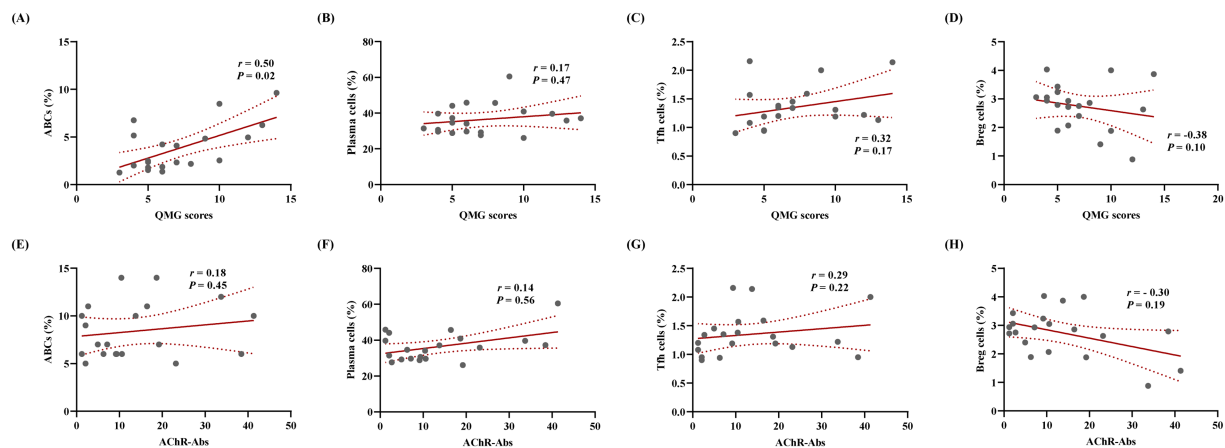 (A)
ABCs (%)
15
10
5
0
0
5
10
15
QMG scores
r = 0.50
P = 0.02
(B)
Plasma cells (%)
80
60
40
20
0
0
5
10
15
QMG scores
r = 0.17
P = 0.47
(C)
Tfh cells (%)
2.5
2.0
1.5
1.0
0.5
0.0
0
5
10
15
QMG scores
r = 0.32
P = 0.17
(D)
Breg cells (%)
5
4
3
2
1
0
0
5
10
15
20
QMG scores
r = -0.38
P = 0.10
(E)
ABCs (%)
15
10
5
0
0
10
20
30
40
50
AChR-Abs
r = 0.18
P = 0.45
(F)
Plasma cells (%)
80
60
40
20
0
0
10
20
30
40
50
AChR-Abs
r = 0.14
P = 0.56
(G)
Tfh cells (%)
2.5
2.0
1.5
1.0
0.5
0.0
0
10
20
30
40
50
AChR-Abs
r = 0.29
P = 0.22
(H)
Breg cells (%)
5
4
3
2
1
0
0
10
20
30
40
50
AChR-Abs
r = - 0.30
P = 0.19